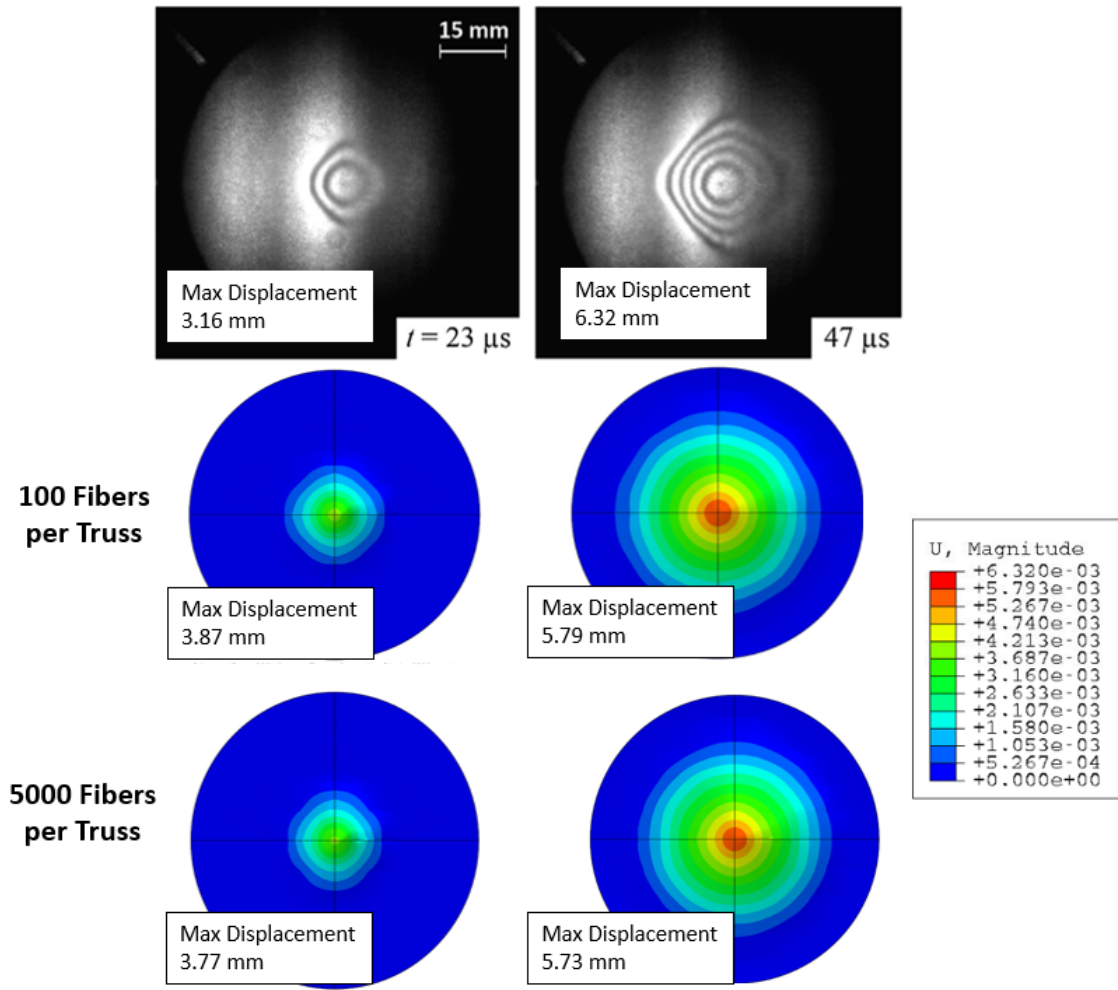 15 mm
Max Displacement
3.16 mm
t = 23 µs
Max Displacement
6.32 mm
47 µs
100 Fibers
per Truss
Max Displacement
3.87 mm
Max Displacement
5.79 mm
U, Magnitude
+6.320e-03
+5.793e-03
+5.267e-03
+4.740e-03
+4.213e-03
+3.687e-03
+3.160e-03
+2.633e-03
+2.107e-03
+1.580e-03
+1.053e-03
+5.267e-04
+0.000e+00
5000 Fibers
per Truss
Max Displacement
3.77 mm
Max Displacement
5.73 mm